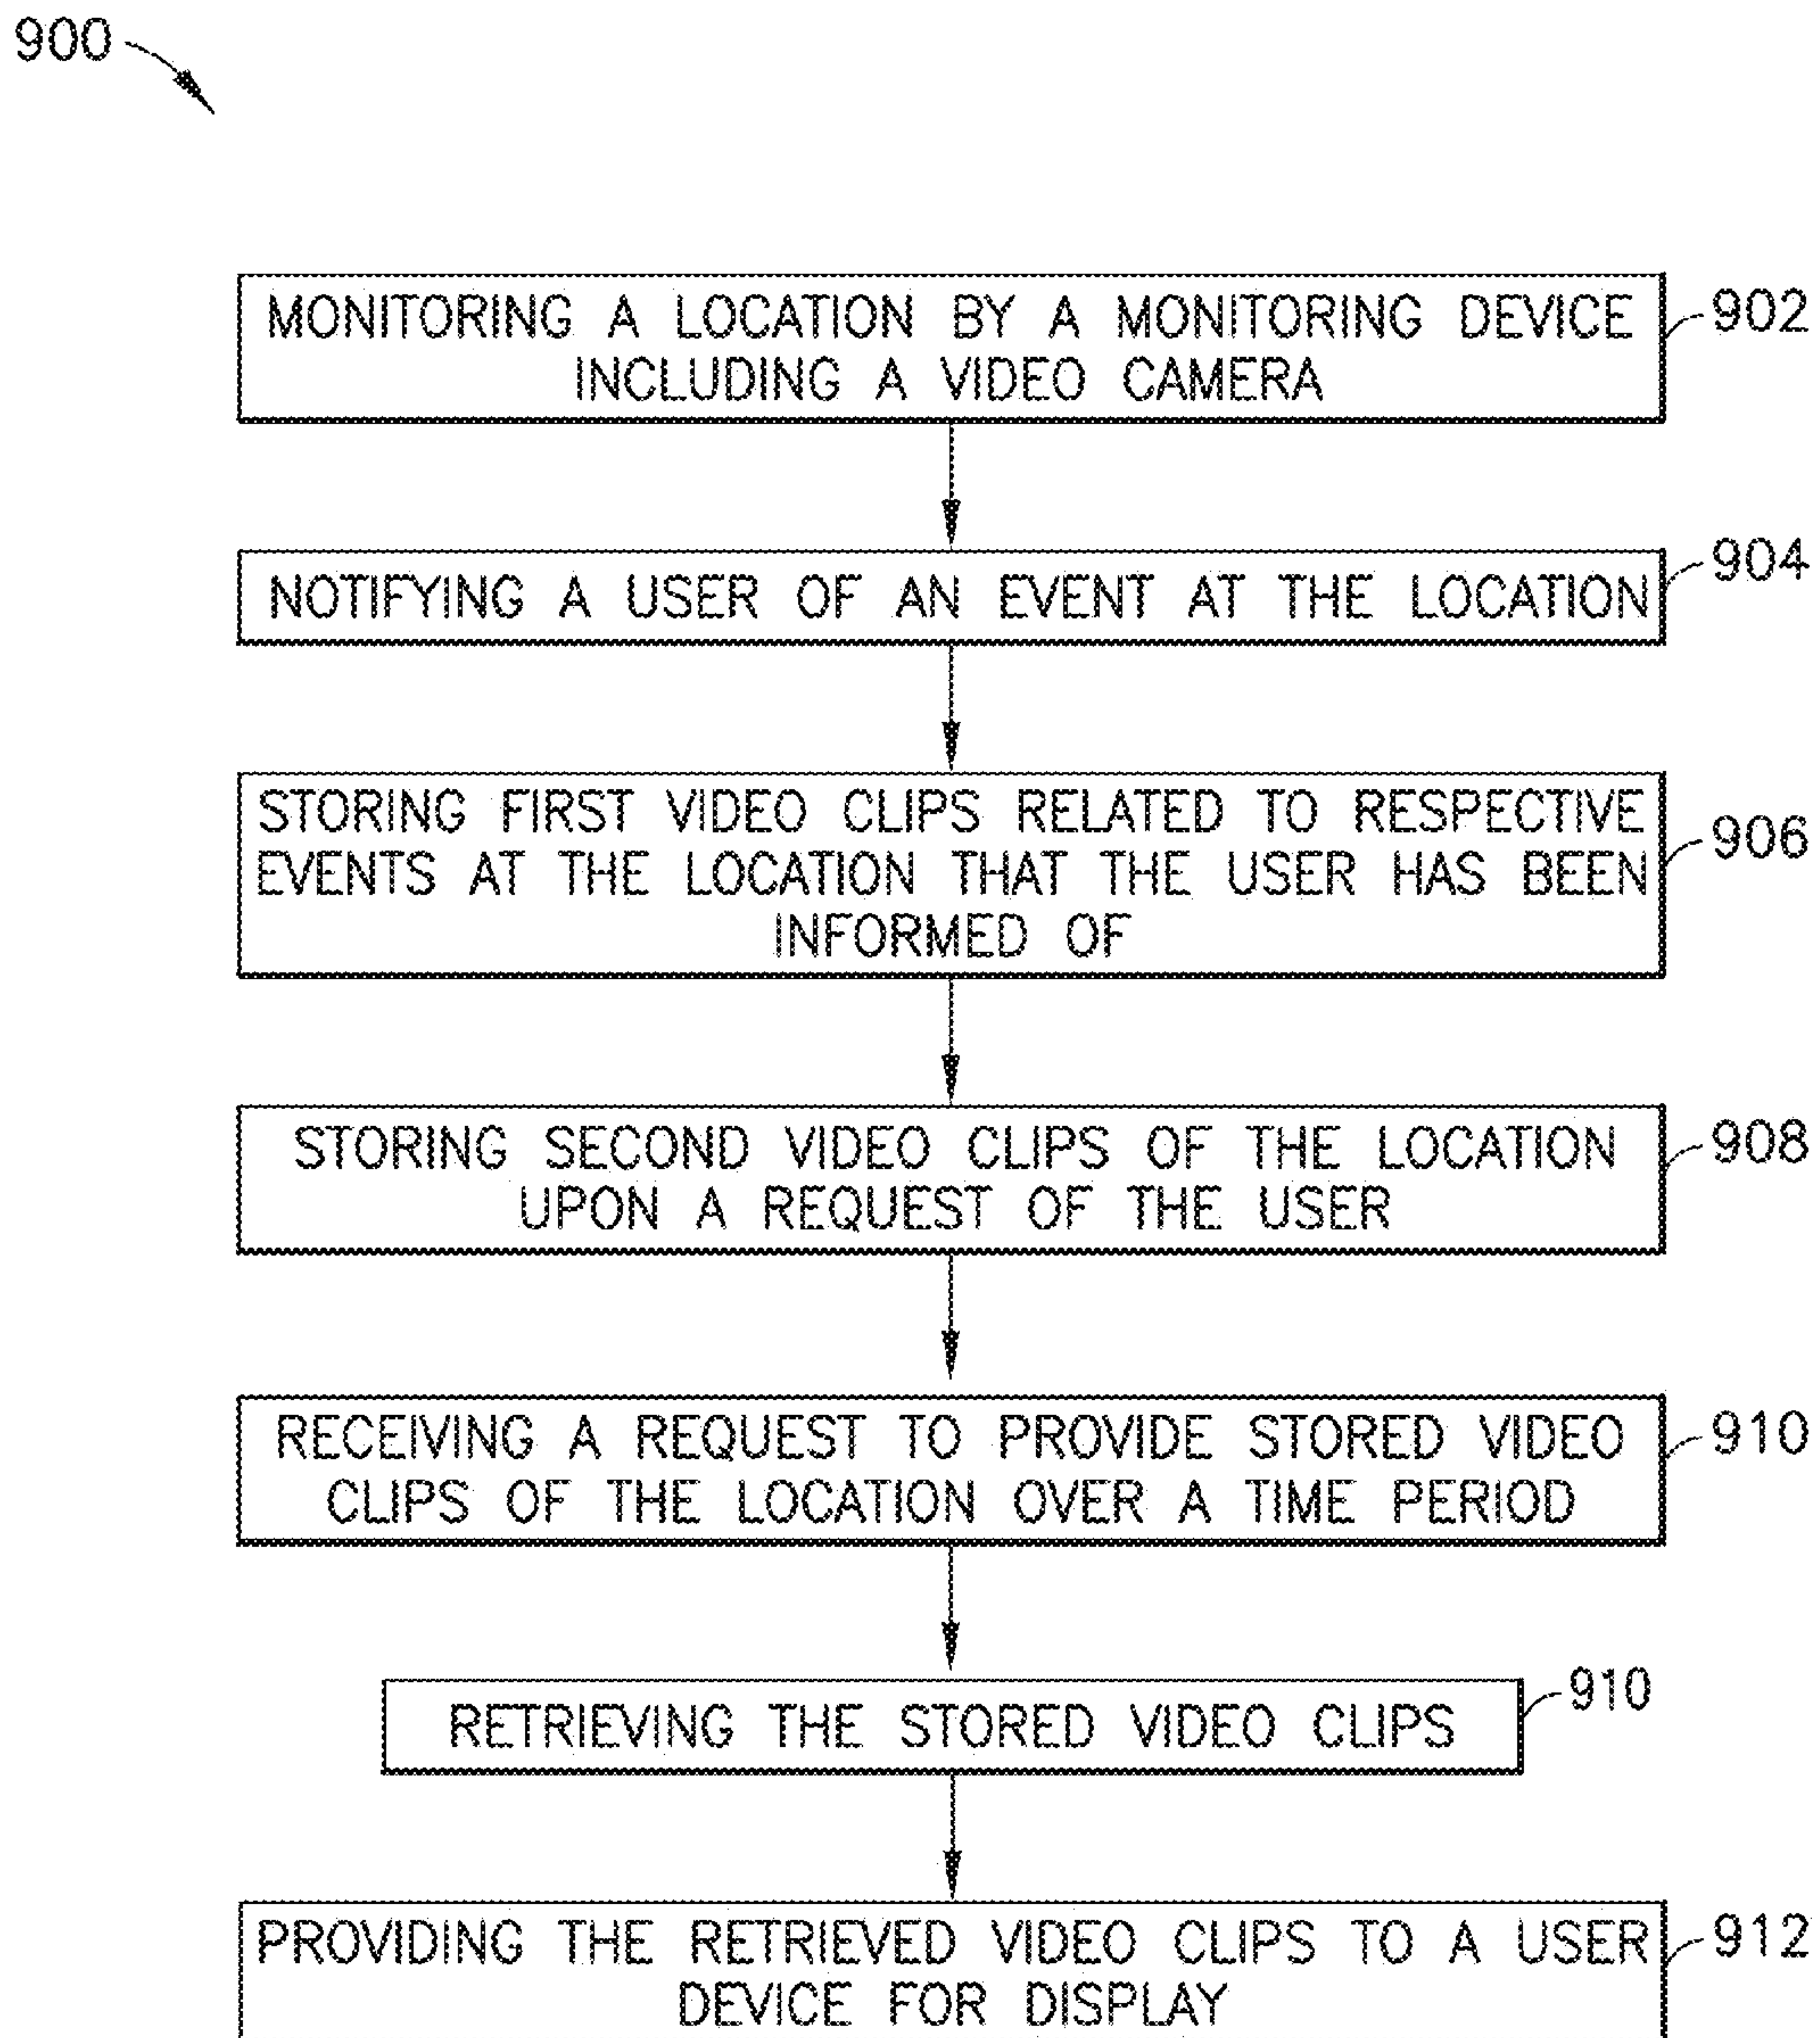 900
MONITORING A LOCATION BY A MONITORING DEVICE
INCLUDING A VIDEO CAMERA
902
NOTIFYING A USER OF AN EVENT AT THE LOCATION
904
STORING FIRST VIDEO CLIPS RELATED TO RESPECTIVE
EVENTS AT THE LOCATION THAT THE USER HAS BEEN
INFORMED OF
906
STORING SECOND VIDEO CLIPS OF THE LOCATION
UPON A REQUEST OF THE USER
908
RECEIVING A REQUEST TO PROVIDE STORED VIDEO
CLIPS OF THE LOCATION OVER A TIME PERIOD
910
RETRIEVING THE STORED VIDEO CLIPS
910
PROVIDING THE RETRIEVED VIDEO CLIPS TO A USER
DEVICE FOR DISPLAY
912